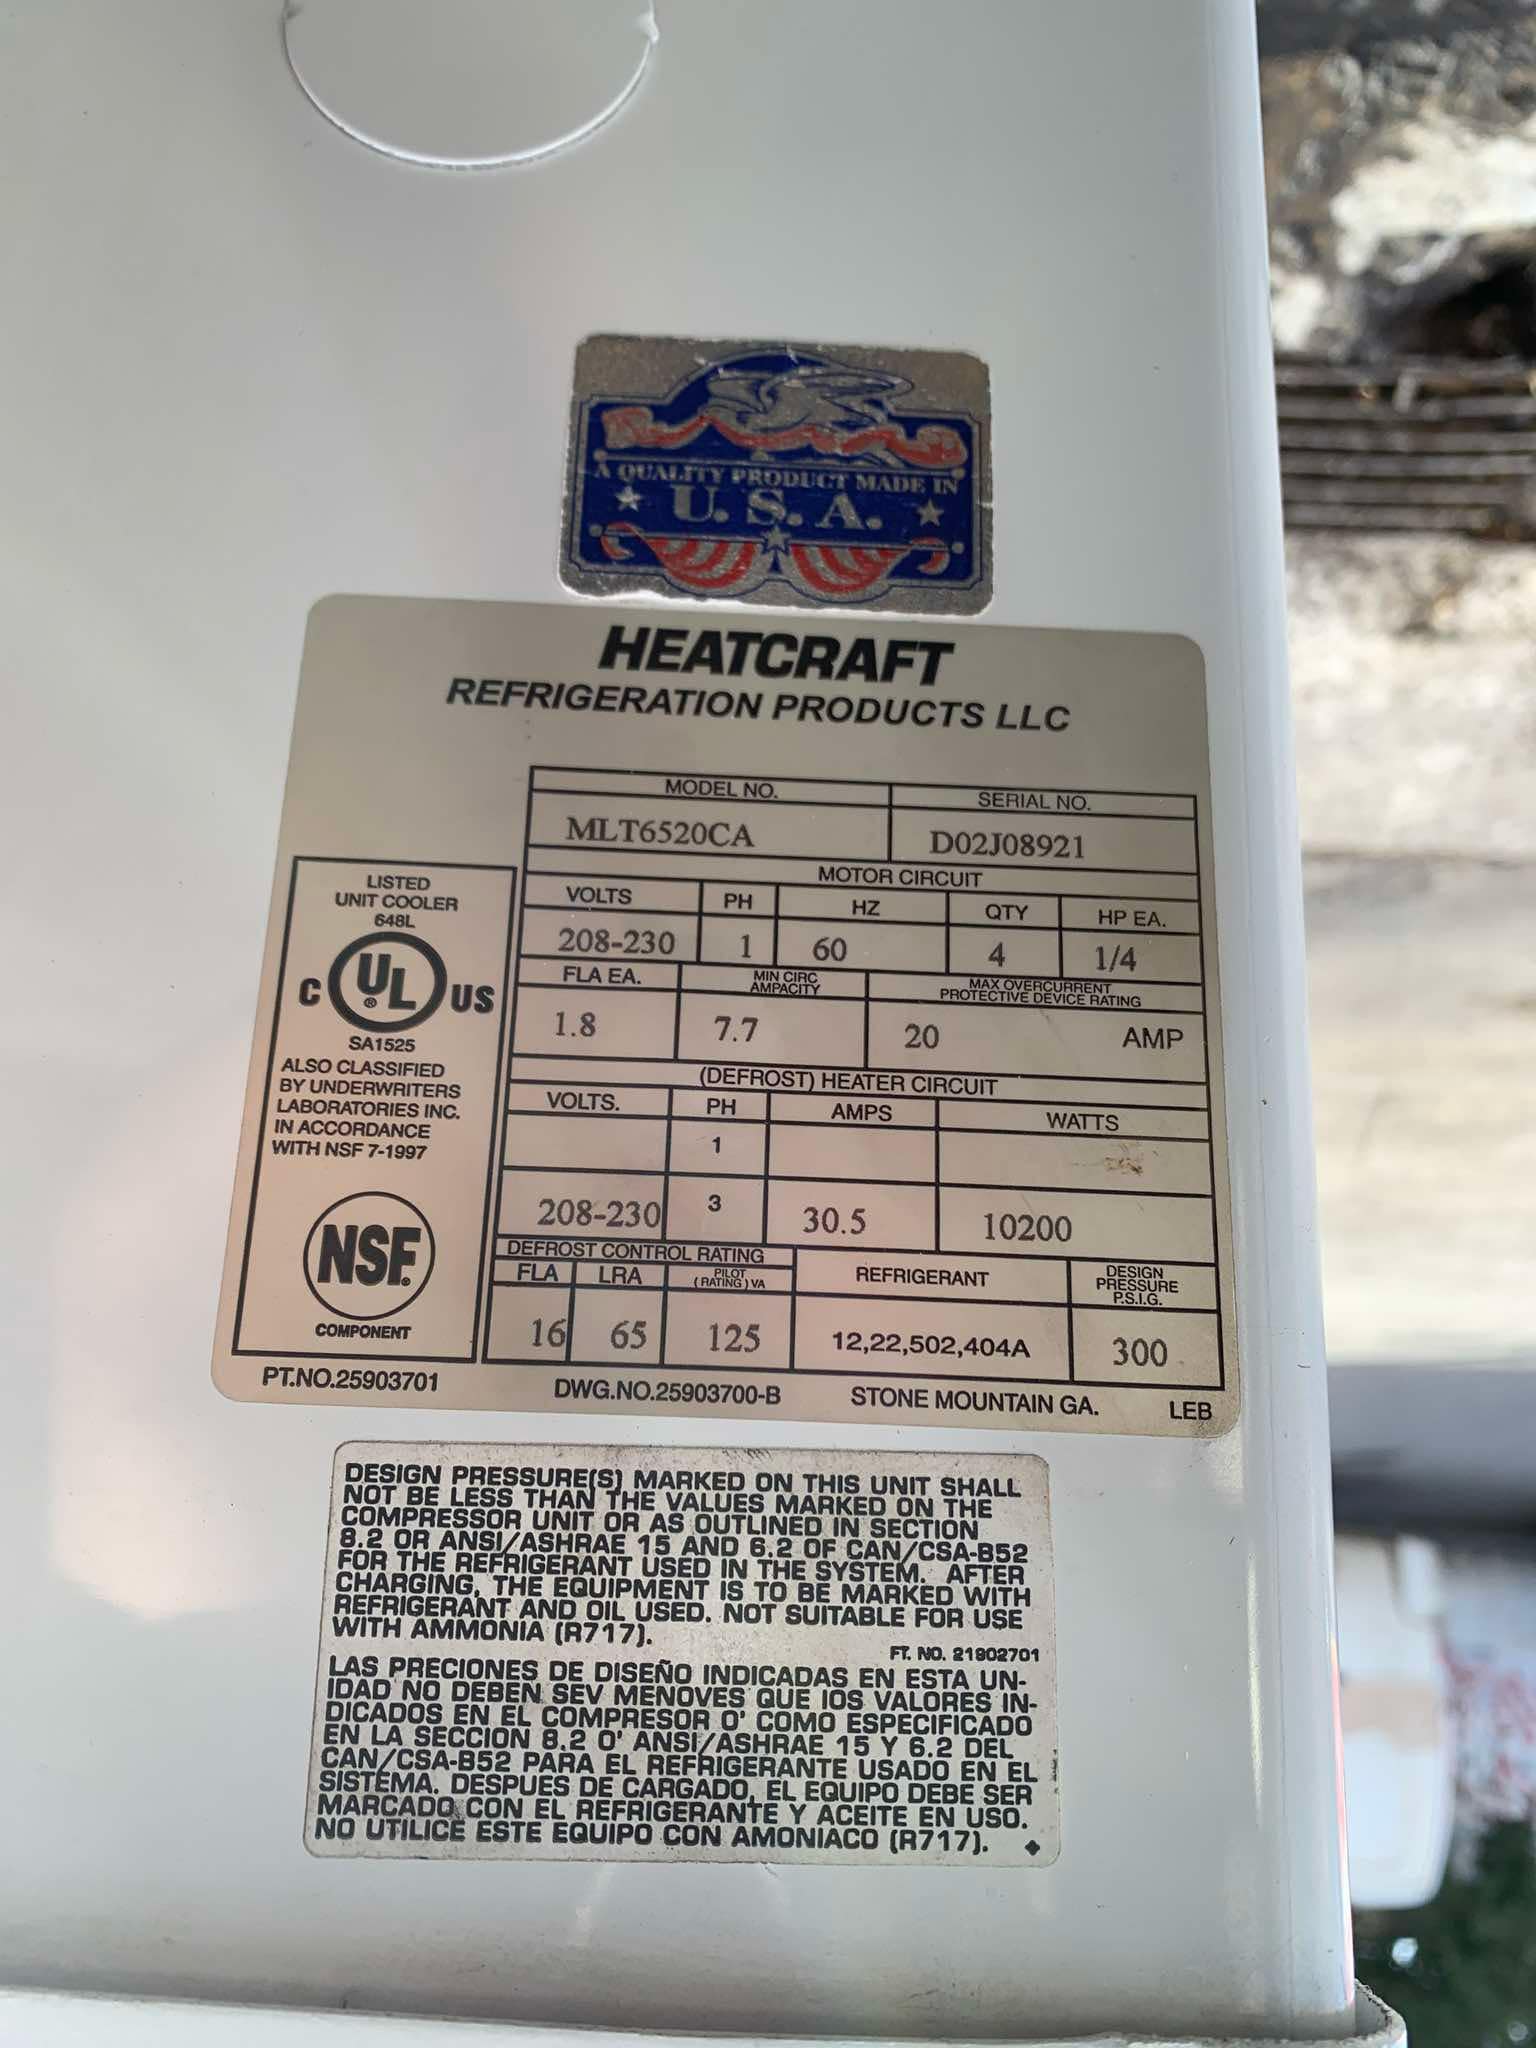 A QUALITY PRODUCT MADE IN
U. S. A.
HEATCRAFT
REFRIGERATION PRODUCTS LLC
MODEL NO. SERIAL NO.
MLT6520CA D02J08921
MOTOR CIRCUIT
VOLTS PH HZ QTY HP EA.
208-230 1 60 4 1/4
FLA EA. MIN CIRC AMPACITY MAX OVERCURRENT PROTECTIVE DEVICE RATING
1.8 7.7 20 AMP
(DEFROST) HEATER CIRCUIT
VOLTS. PH AMPS WATTS
1
208-230 3 30.5 10200
DEFROST CONTROL RATING
FLA LRA PILOT (RATING) VA REFRIGERANT DESIGN PRESSURE P.S.I.G.
16 65 125 12,22,502,404A 300
LISTED
UNIT COOLER
648L
C UL ® US
SA1525
ALSO CLASSIFIED
BY UNDERWRITERS
LABORATORIES INC.
IN ACCORDANCE
WITH NSF 7-1997
NSF®
COMPONENT
PT.NO.25903701 DWG.NO.25903700-B STONE MOUNTAIN GA. LEB
DESIGN PRESSURE(S) MARKED ON THIS UNIT SHALL
NOT BE LESS THAN THE VALUES MARKED ON THE
COMPRESSOR UNIT OR AS OUTLINED IN SECTION
8.2 OR ANSI/ASHRAE 15 AND 6.2 OF CAN/CSA-B52
FOR THE REFRIGERANT USED IN THE SYSTEM. AFTER
CHARGING, THE EQUIPMENT IS TO BE MARKED WITH
REFRIGERANT AND OIL USED. NOT SUITABLE FOR USE
WITH AMMONIA (R717).
FT. NO. 21902701
LAS PRECIONES DE DISEÑO INDICADAS EN ESTA UN-
IDAD NO DEBEN SEV MENOVES QUE IOS VALORES IN-
DICADOS EN EL COMPRESOR O' COMO ESPECIFICADO
EN LA SECCION 8.2 O' ANSI/ASHRAE 15 Y 6.2 DEL
CAN/CSA-B52 PARA EL REFRIGERANTE USADO EN EL
SISTEMA. DESPUES DE CARGADO, EL EQUIPO DEBE SER
MARCADO CON EL REFRIGERANTE Y ACEITE EN USO.
NO UTILICE ESTE EQUIPO CON AMONIACO (R717).